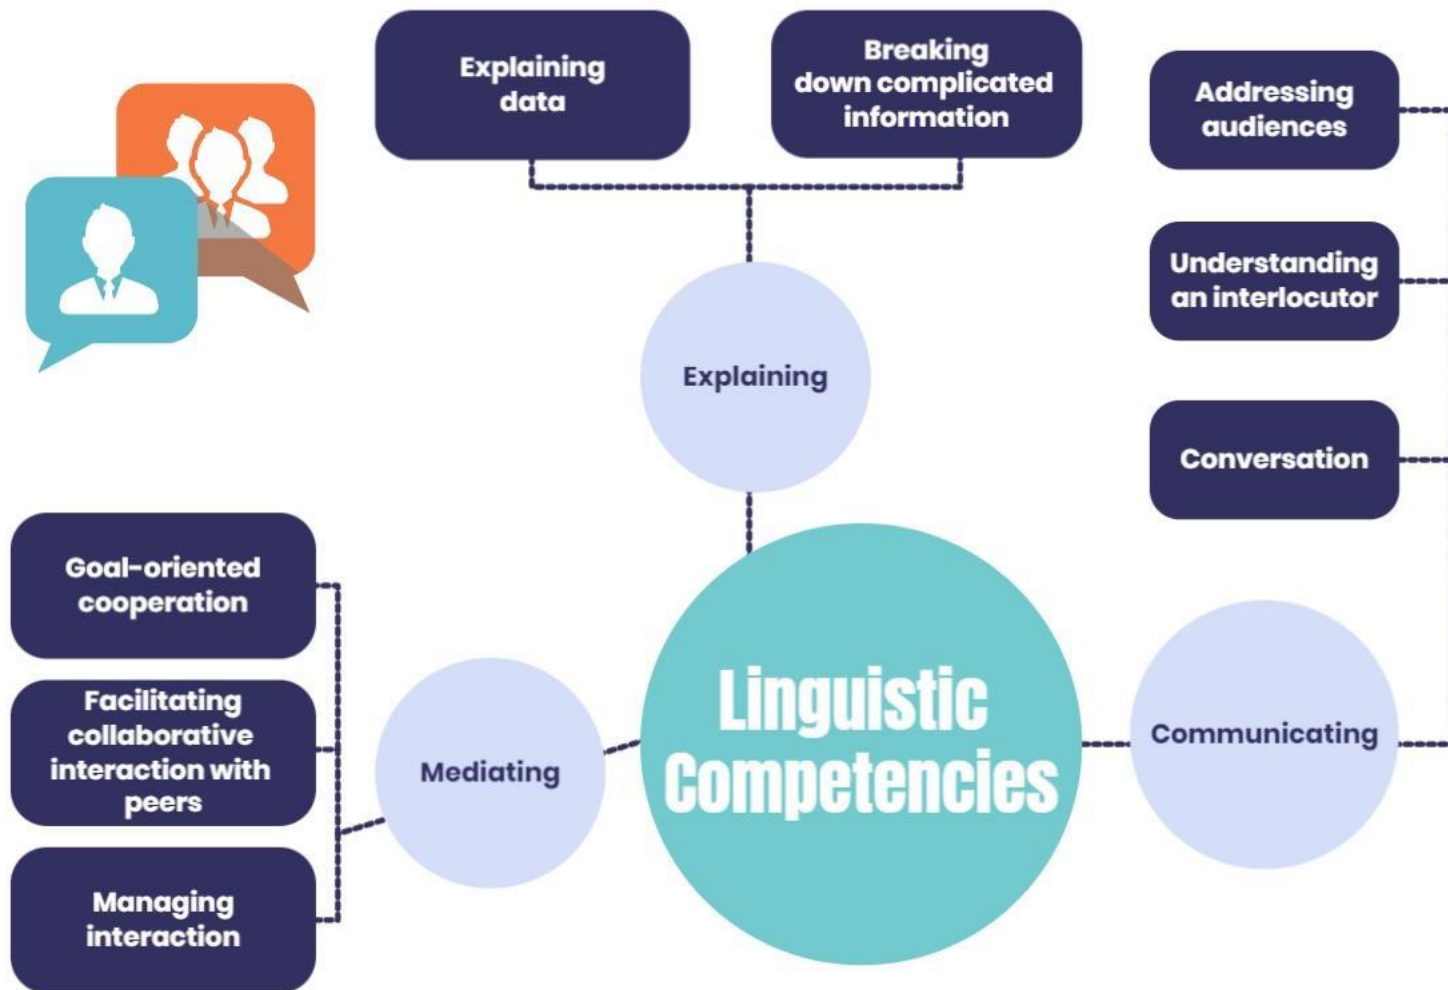 Explaining
data
Breaking
down complicated
information
Addressing
audiences
Understanding
an interlocutor
Explaining
Conversation
Goal-oriented
cooperation
Facilitating
collaborative
interaction with
peers
Managing
interaction
Mediating
Linguistic
Competencies
Communicating